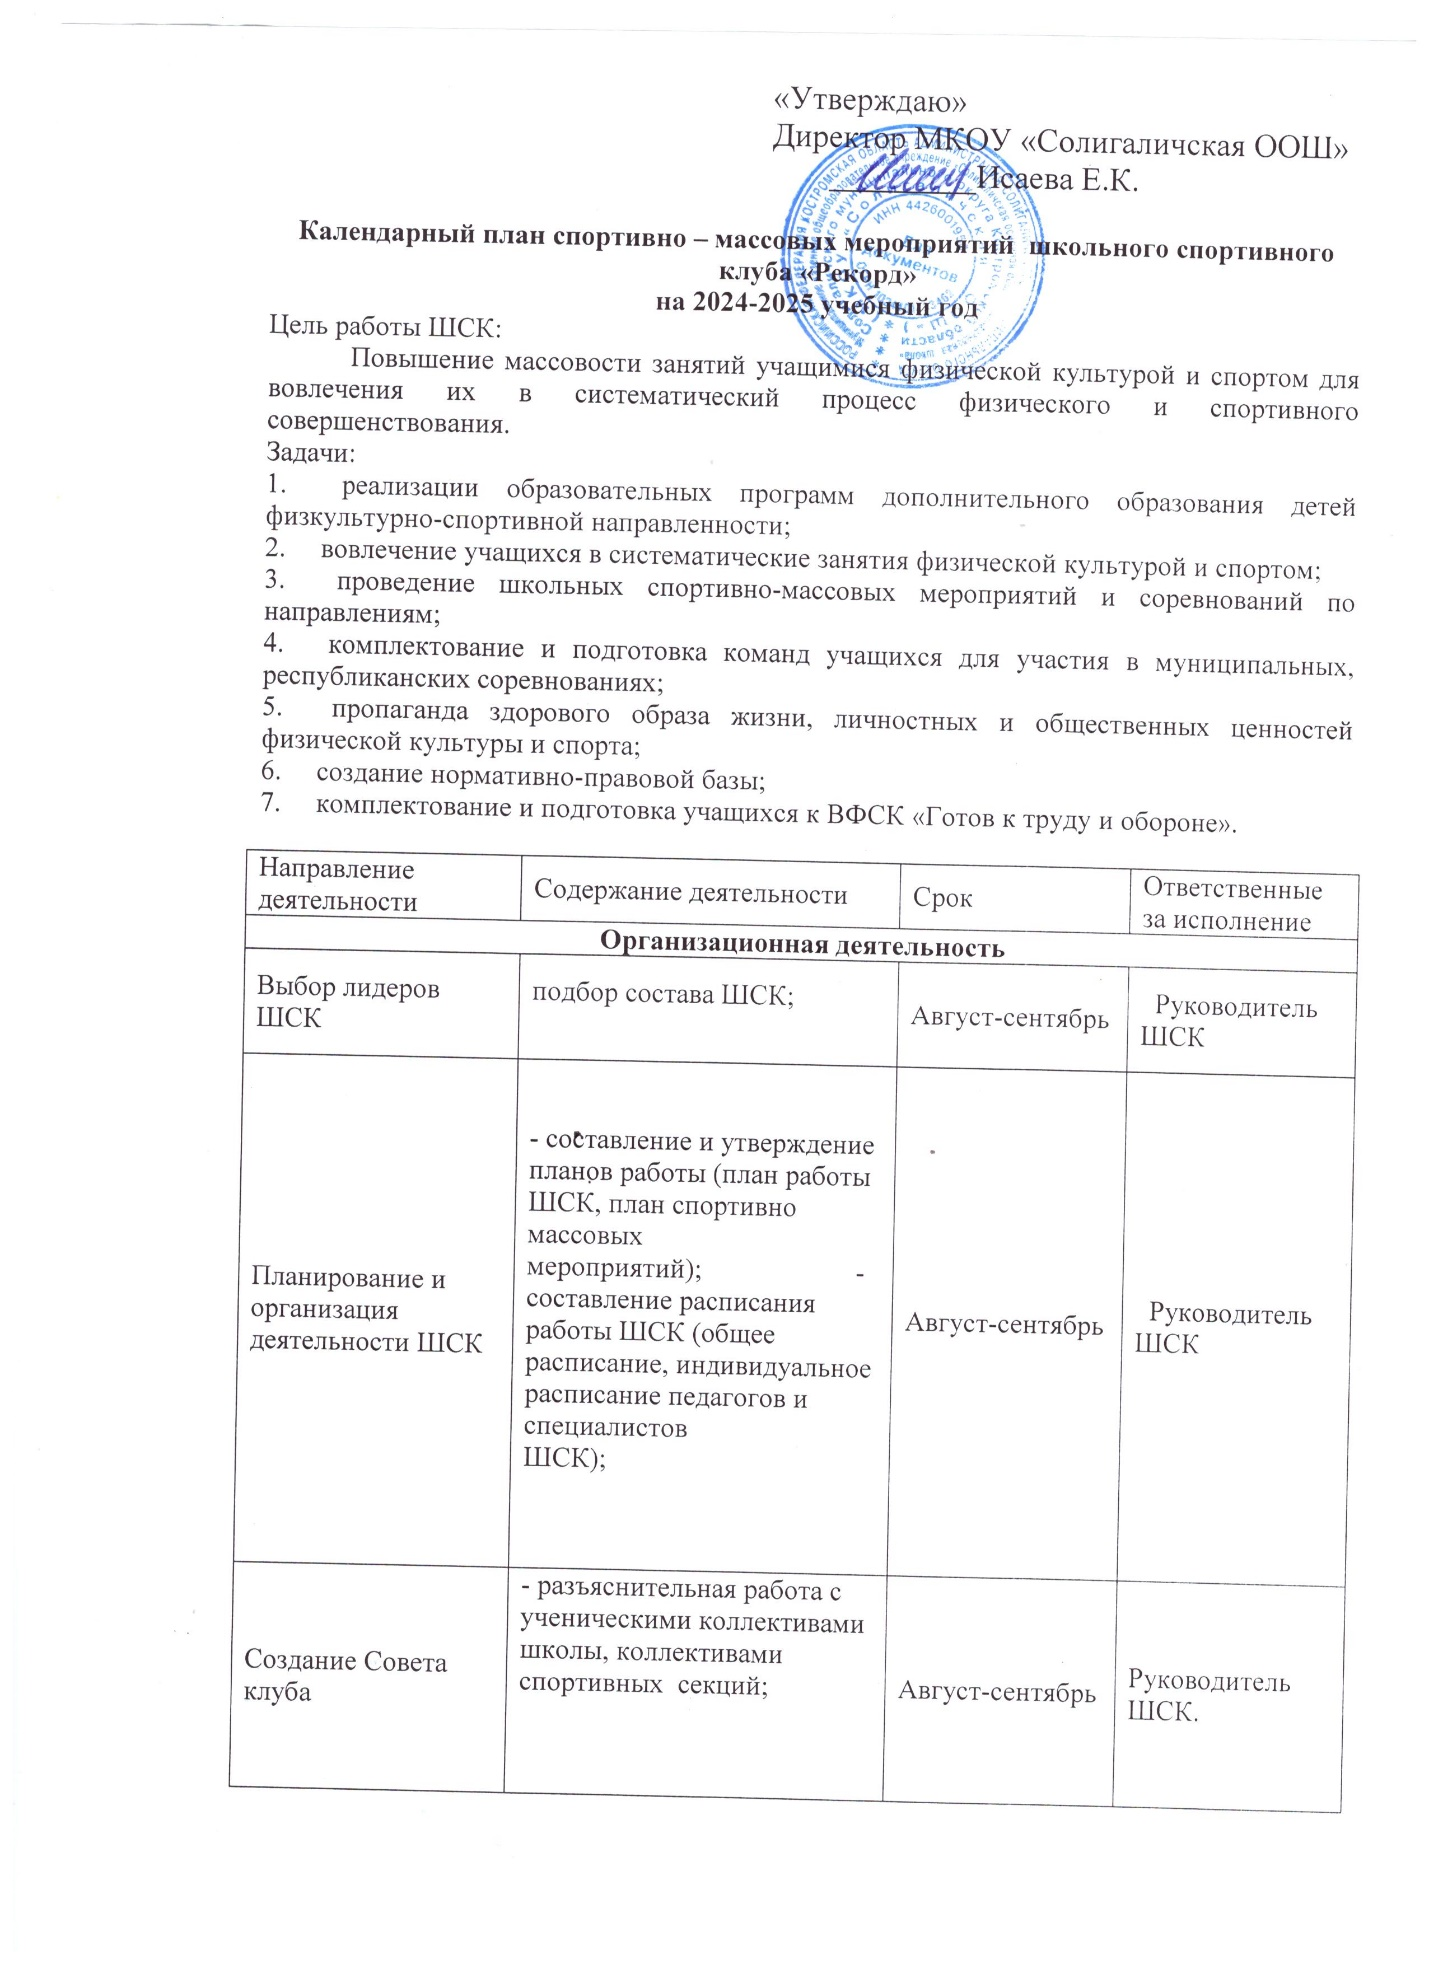 «Утверждаю»
Директор МКОУ «Солигаличская ООШ»
Исаева Е.К.
Календарный план спортивно – массовых мероприятий школьного спортивного
клуба «Рекорд»
на 2024-2025 учебный год
Цель работы ШСК:
Повышение массовости занятий учащимися физической культурой и спортом для
вовлечения их в систематический процесс физического и спортивного
совершенствования.
Задачи:
1. реализации образовательных программ дополнительного образования детей
физкультурно-спортивной направленности;
2. вовлечение учащихся в систематические занятия физической культурой и спортом;
3. проведение школьных спортивно-массовых мероприятий и соревнований по
направлениям;
4. комплектование и подготовка команд учащихся для участия в муниципальных,
республиканских соревнованиях;
5. пропаганда здорового образа жизни, личностных и общественных ценностей
физической культуры и спорта;
6. создание нормативно-правовой базы;
7. комплектование и подготовка учащихся к ВФСК «Готов к труду и обороне».
Направление
деятельности
Содержание деятельности
Срок
Ответственные
за исполнение
Организационная деятельность
Выбор лидеров
ШСК
подбор состава ШСК;
Август-сентябрь
Руководитель
ШСК
Планирование и
организация
деятельности ШСК
- составление и утверждение
планов работы (план работы
ШСК, план спортивно
массовых
мероприятий); -
составление расписания
работы ШСК (общее
расписание, индивидуальное
расписание педагогов и
специалистов
ШСК);
Август-сентябрь
Руководитель
ШСК
Создание Совета
клуба
- разъяснительная работа с
ученическими коллективами
школы, коллективами
спортивных секций;
Август-сентябрь
Руководитель
ШСК.